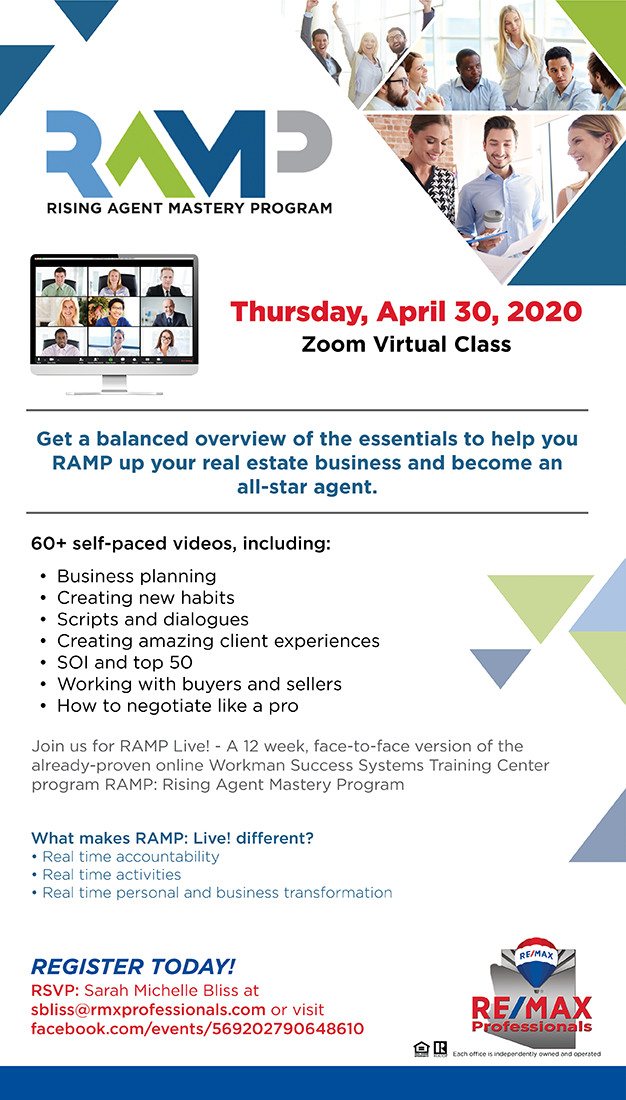 RAMP
RISING AGENT MASTERY PROGRAM
Thursday, April 30, 2020
Zoom Virtual Class
Get a balanced overview of the essentials to help you
RAMP up your real estate business and become an
all-star agent.
60+ self-paced videos, including:
• Business planning
• Creating new habits
• Scripts and dialogues
• Creating amazing client experiences
• SOI and top 50
• Working with buyers and sellers
• How to negotiate like a pro
Join us for RAMP Live! - A 12 week, face-to-face version of the
already-proven online Workman Success Systems Training Center
program RAMP: Rising Agent Mastery Program
What makes RAMP: Live! different?
• Real time accountability
• Real time activities
• Real time personal and business transformation
REGISTER TODAY!
RSVP: Sarah Michelle Bliss at
sbliss@rmxprofessionals.com or visit
facebook.com/events/569202790648610
RE/MAX
RE/MAX
Professionals
Each office is independently owned and operated